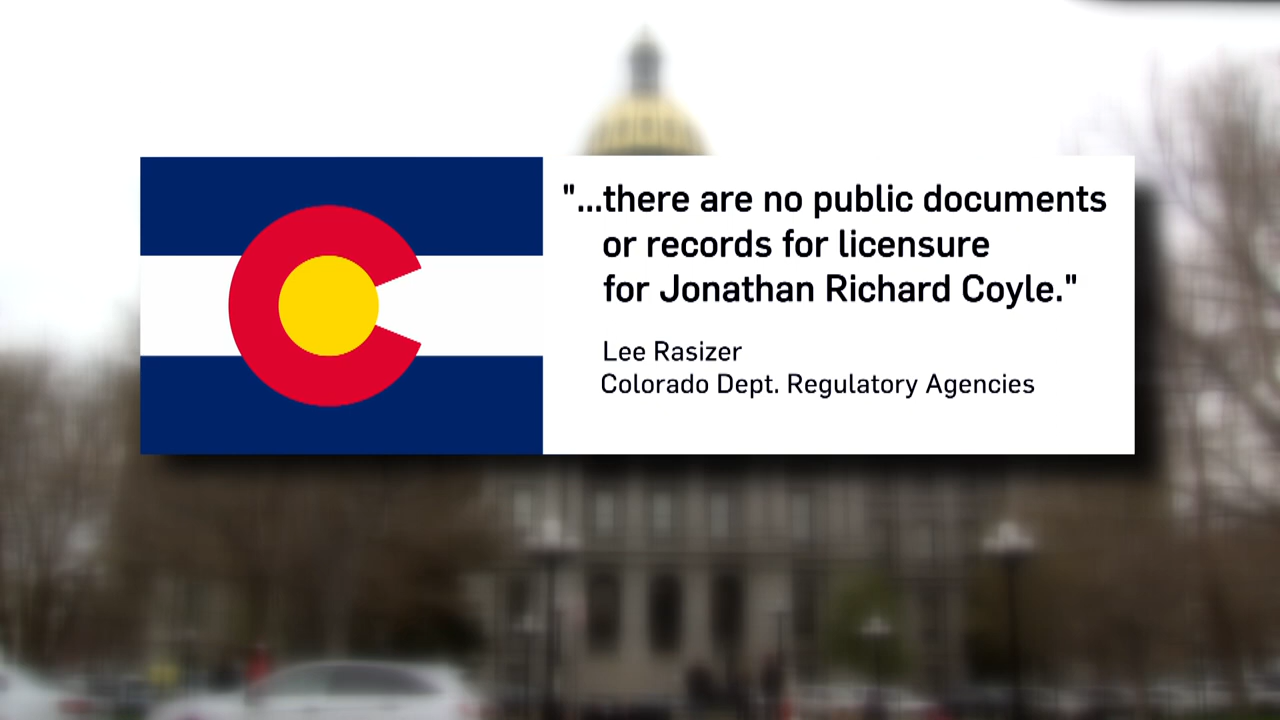 "...there are no public documents
or records for licensure
for Jonathan Richard Coyle."
Lee Rasizer
Colorado Dept. Regulatory Agencies